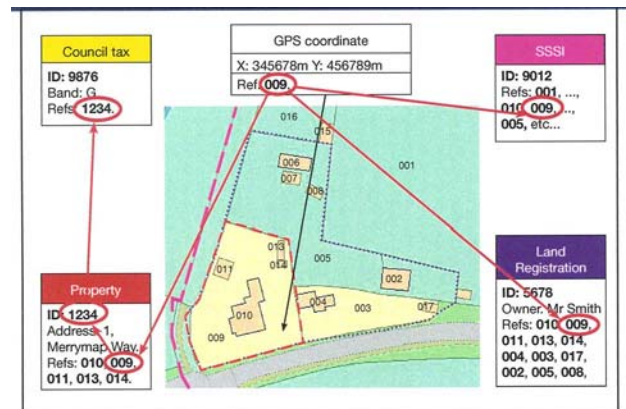 Council tax
ID: 9876
Band: G
Refs: 1234.
GPS coordinate
X: 345678m Y: 456789m
Ref: 009,
SSSI
ID: 9012
Refs: 001, ...,
010, 009, ...,
005, etc...
016
015
006
007
008
001
013
014
011
005
002
010
004
003
017
009
Property
ID: 1234
Address: 1,
Merrymap Way.
Refs: 010, 009,
011, 013, 014.
Land
Registration
ID: 5678
Owner. Mr Smith
Refs: 010, 009,
011, 013, 014,
004, 003, 017,
002, 005, 008,